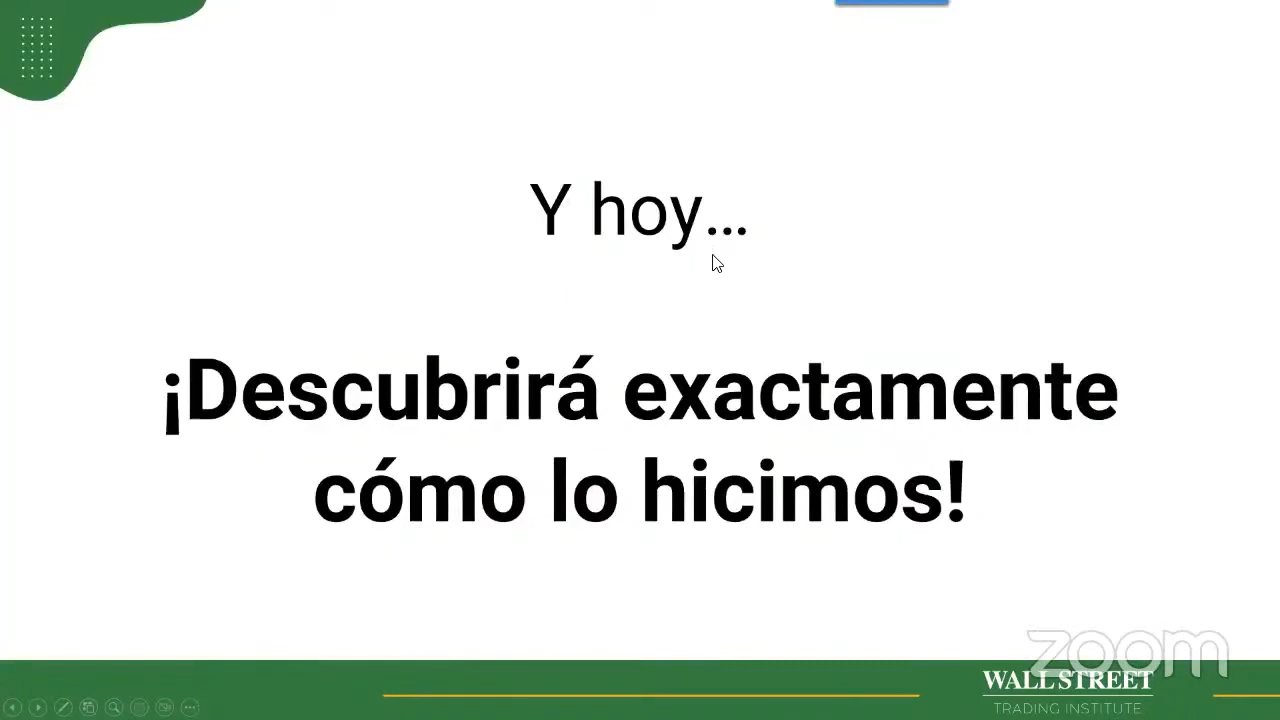 Y hoy...
¡Descubrirá exactamente
cómo lo hicimos!
zoom
WALL STREET
TRADING INSTITUTE